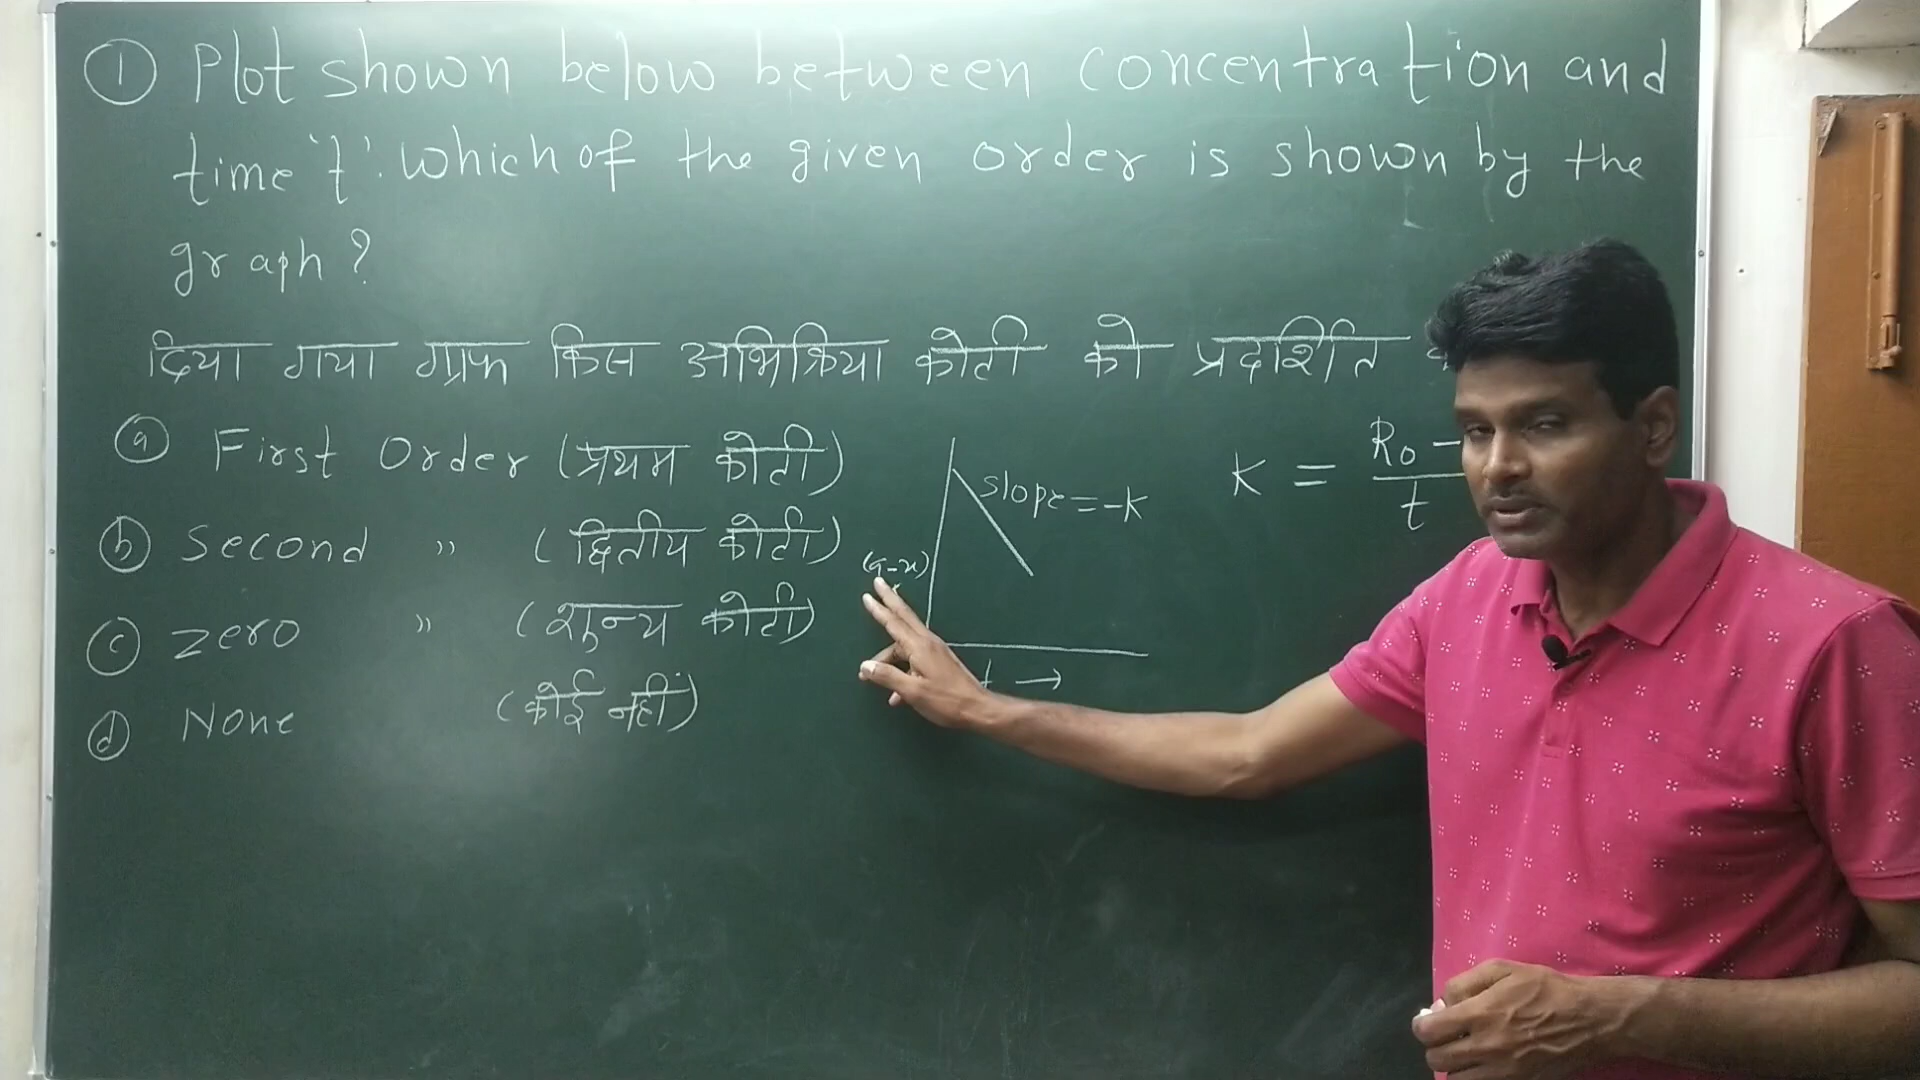 ① Plot shown below between concentration and
time 't'. which of the given order is shown by the
graph?
दिया गया ग्राफ किस अभिक्रिया कोटी को प्रदर्शित
ⓐ First Order (प्रथम कोटी)
ⓑ Second " (द्वितीय कोटी)
ⓒ Zero " (शुन्य कोटी)
ⓓ None (कोई नहीं)
slope = -K
(a-x)
t →
K = R₀ -
t